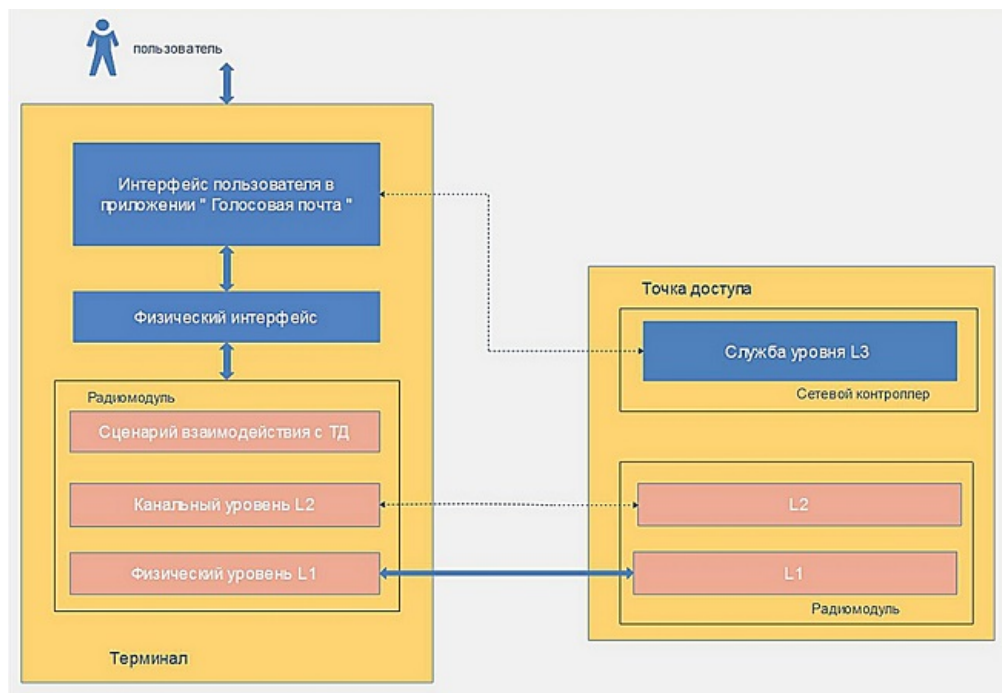 пользователь
Интерфейс пользователя в
приложении " Голосовая почта "
Физический интерфейс
Радиомодуль
Сценарий взаимодействия с ТД
Канальный уровень L2
Физический уровень L1
Терминал
Точка доступа
Служба уровня L3
Сетевой контроллер
L2
L1
Радиомодуль